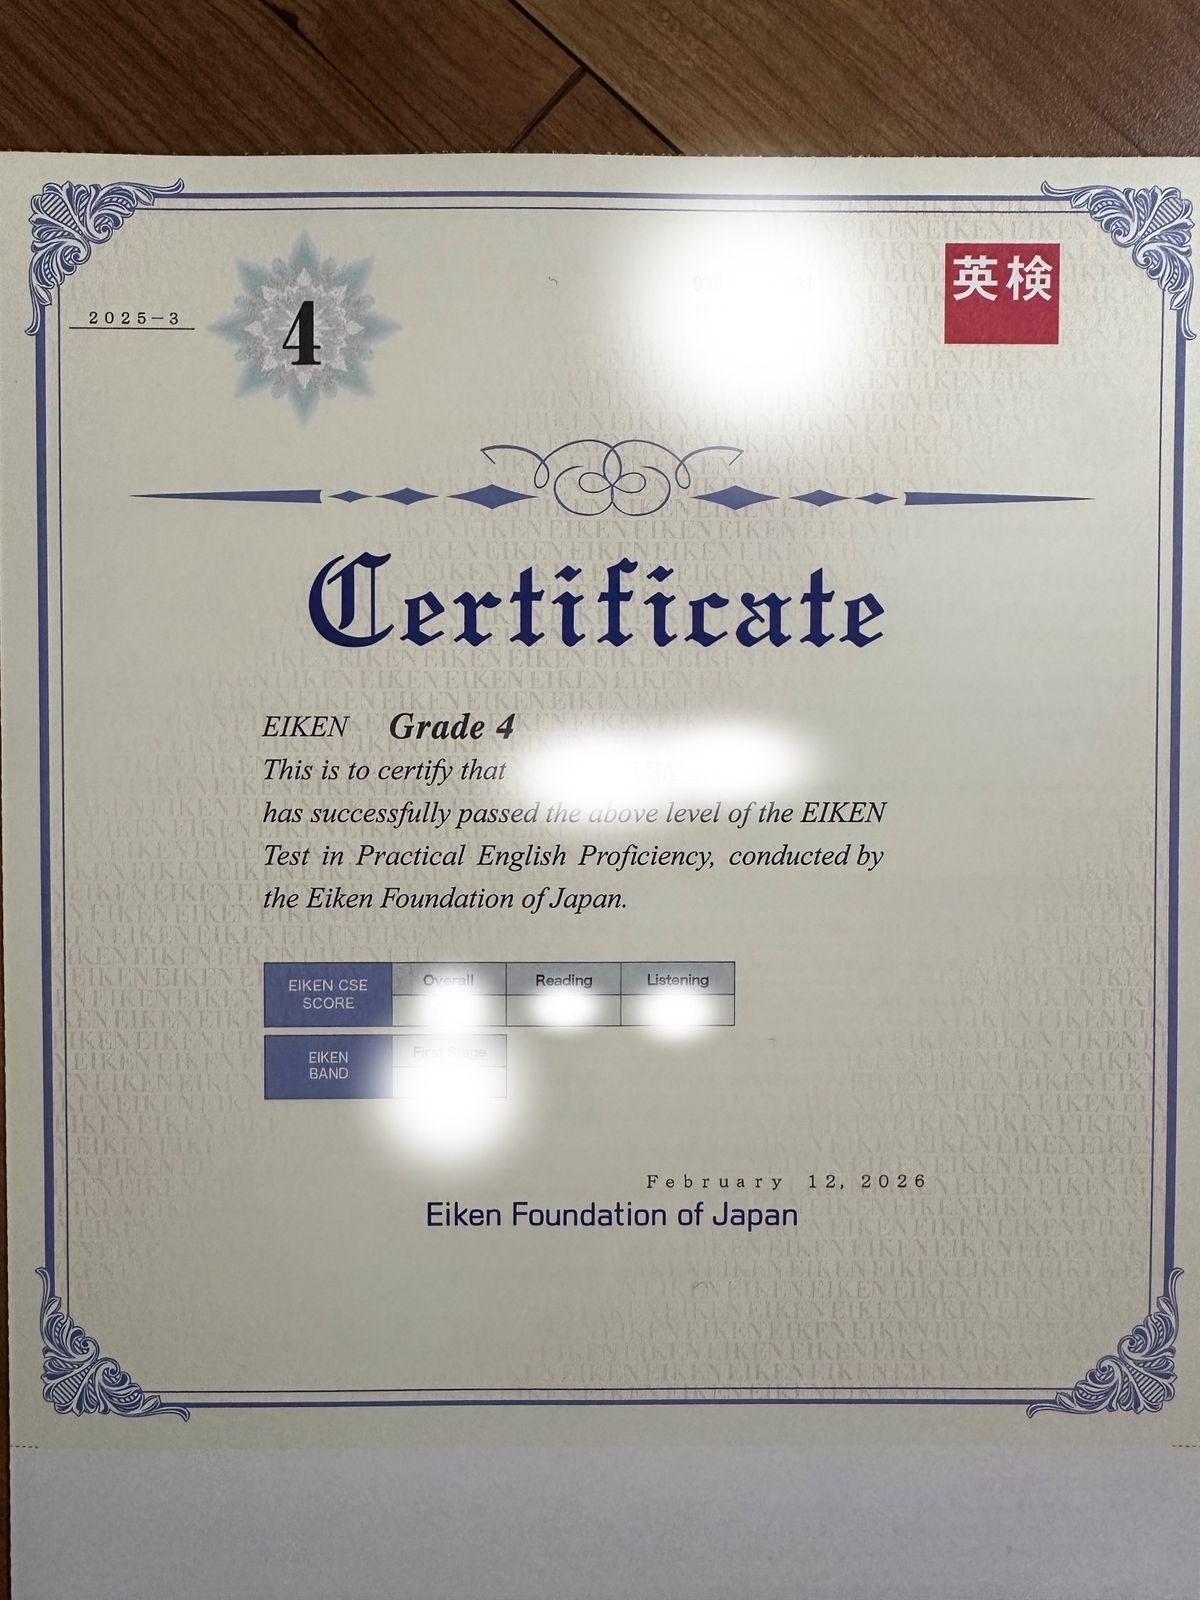 2025-3
4
英検
Certificate
EIKEN Grade 4
This is to certify that
has successfully passed the above level of the EIKEN
Test in Practical English Proficiency, conducted by
the Eiken Foundation of Japan.
EIKEN CSE SCORE Overall Reading Listening
EIKEN BAND First Stage
February 12, 2026
Eiken Foundation of Japan